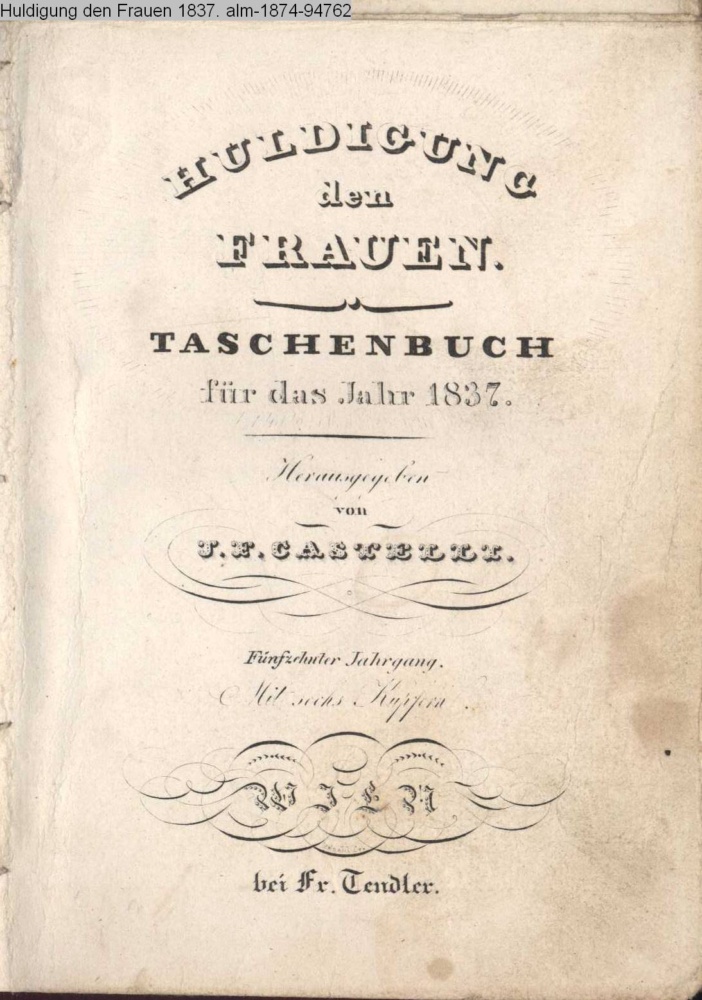 Huldigung den Frauen 1837. alm-1874-94762
HULDIGUNG
den
FRAUEN.
TASCHENBUCH
für das Jahr 1837.
Herausgegeben
von
J. F. CASTELLI.
Fünfzehnter Jahrgang.
Mit sechs Kupfern.
WIEN
bei Fr. Tendler.